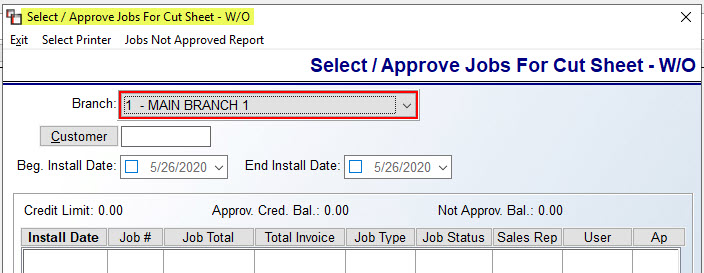 Select / Approve Jobs For Cut Sheet - W/O
Exit Select Printer Jobs Not Approved Report
Select / Approve Jobs For Cut Sheet - W/O
Branch: 1 - MAIN BRANCH 1
Customer
Beg. Install Date: 5/26/2020 End Install Date: 5/26/2020
Credit Limit: 0.00 Approv. Cred. Bal.: 0.00 Not Approv. Bal.: 0.00
Install Date Job # Job Total Total Invoice Job Type Job Status Sales Rep User Ap